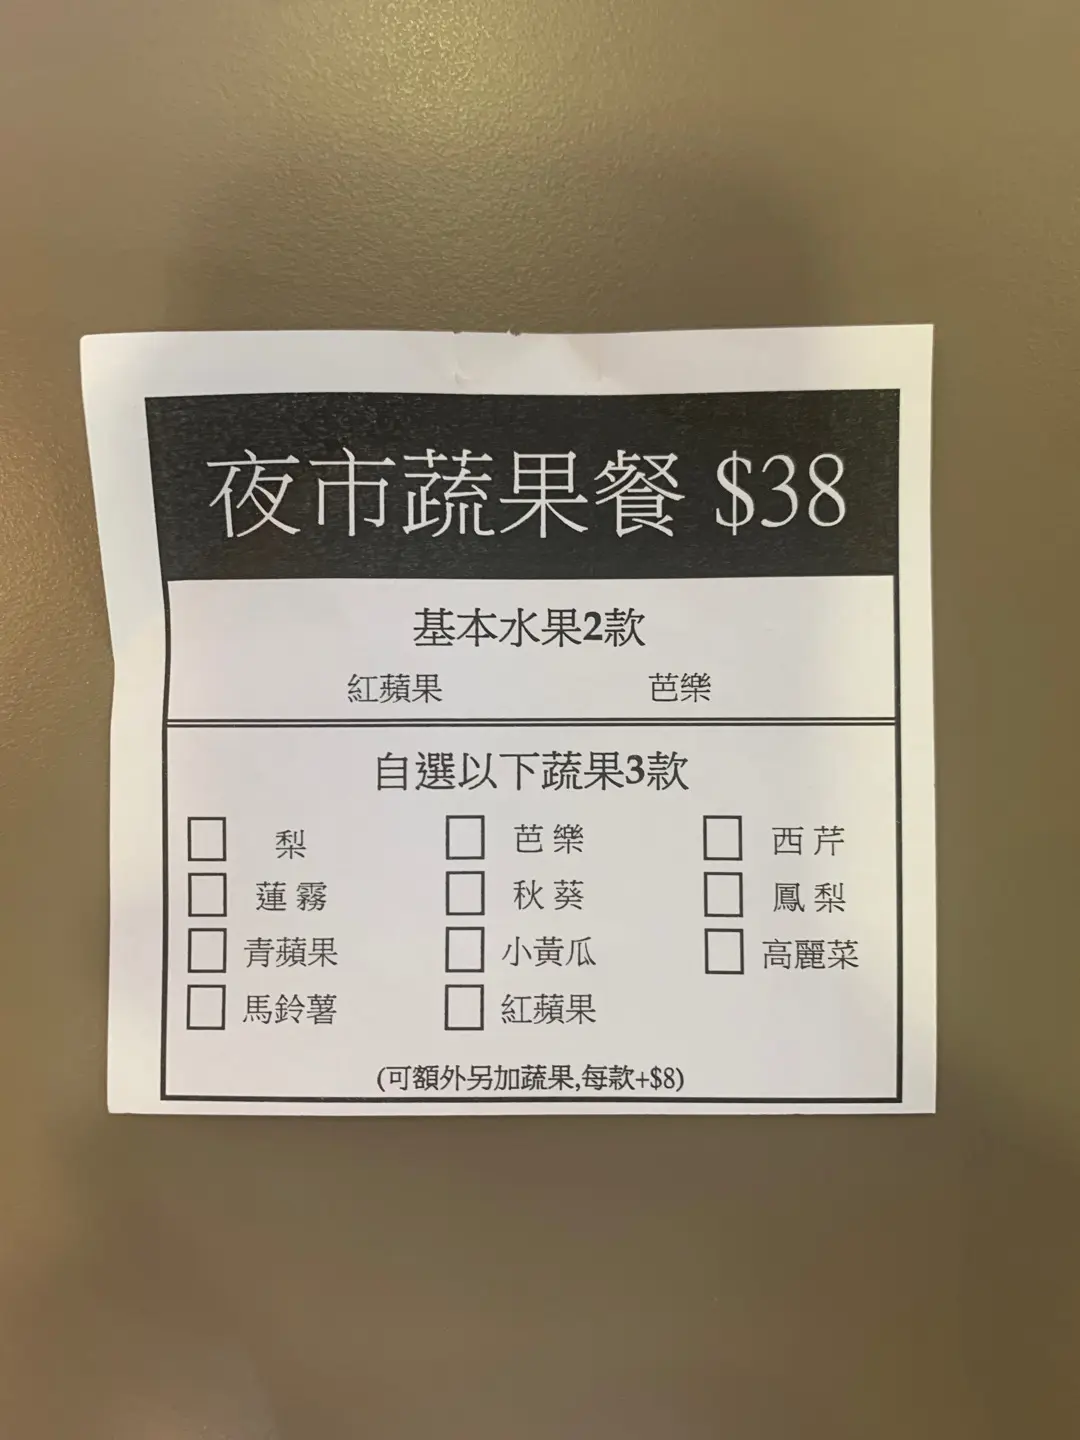 夜市蔬果餐 $38
基本水果2款
紅蘋果 芭樂
自選以下蔬果3款
梨 芭樂 西芹
蓮霧 秋葵 鳳梨
青蘋果 小黃瓜 高麗菜
馬鈴薯 紅蘋果
(可額外另加蔬果,每款+$8)